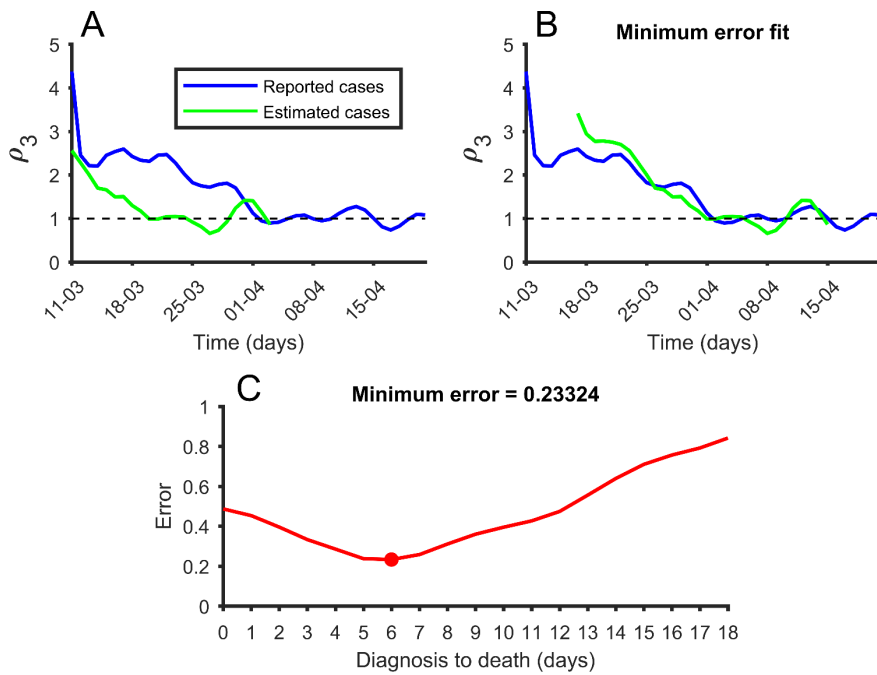 A
5
4
3
2
1
0
ρ3
Reported cases
Estimated cases
11-03
18-03
25-03
01-04
08-04
15-04
Time (days)
B
Minimum error fit
5
4
3
2
1
0
ρ3
11-03
18-03
25-03
01-04
08-04
15-04
Time (days)
C
Minimum error = 0.23324
1
0.8
0.6
0.4
0.2
0
Error
0 1 2 3 4 5 6 7 8 9 10 11 12 13 14 15 16 17 18
Diagnosis to death (days)